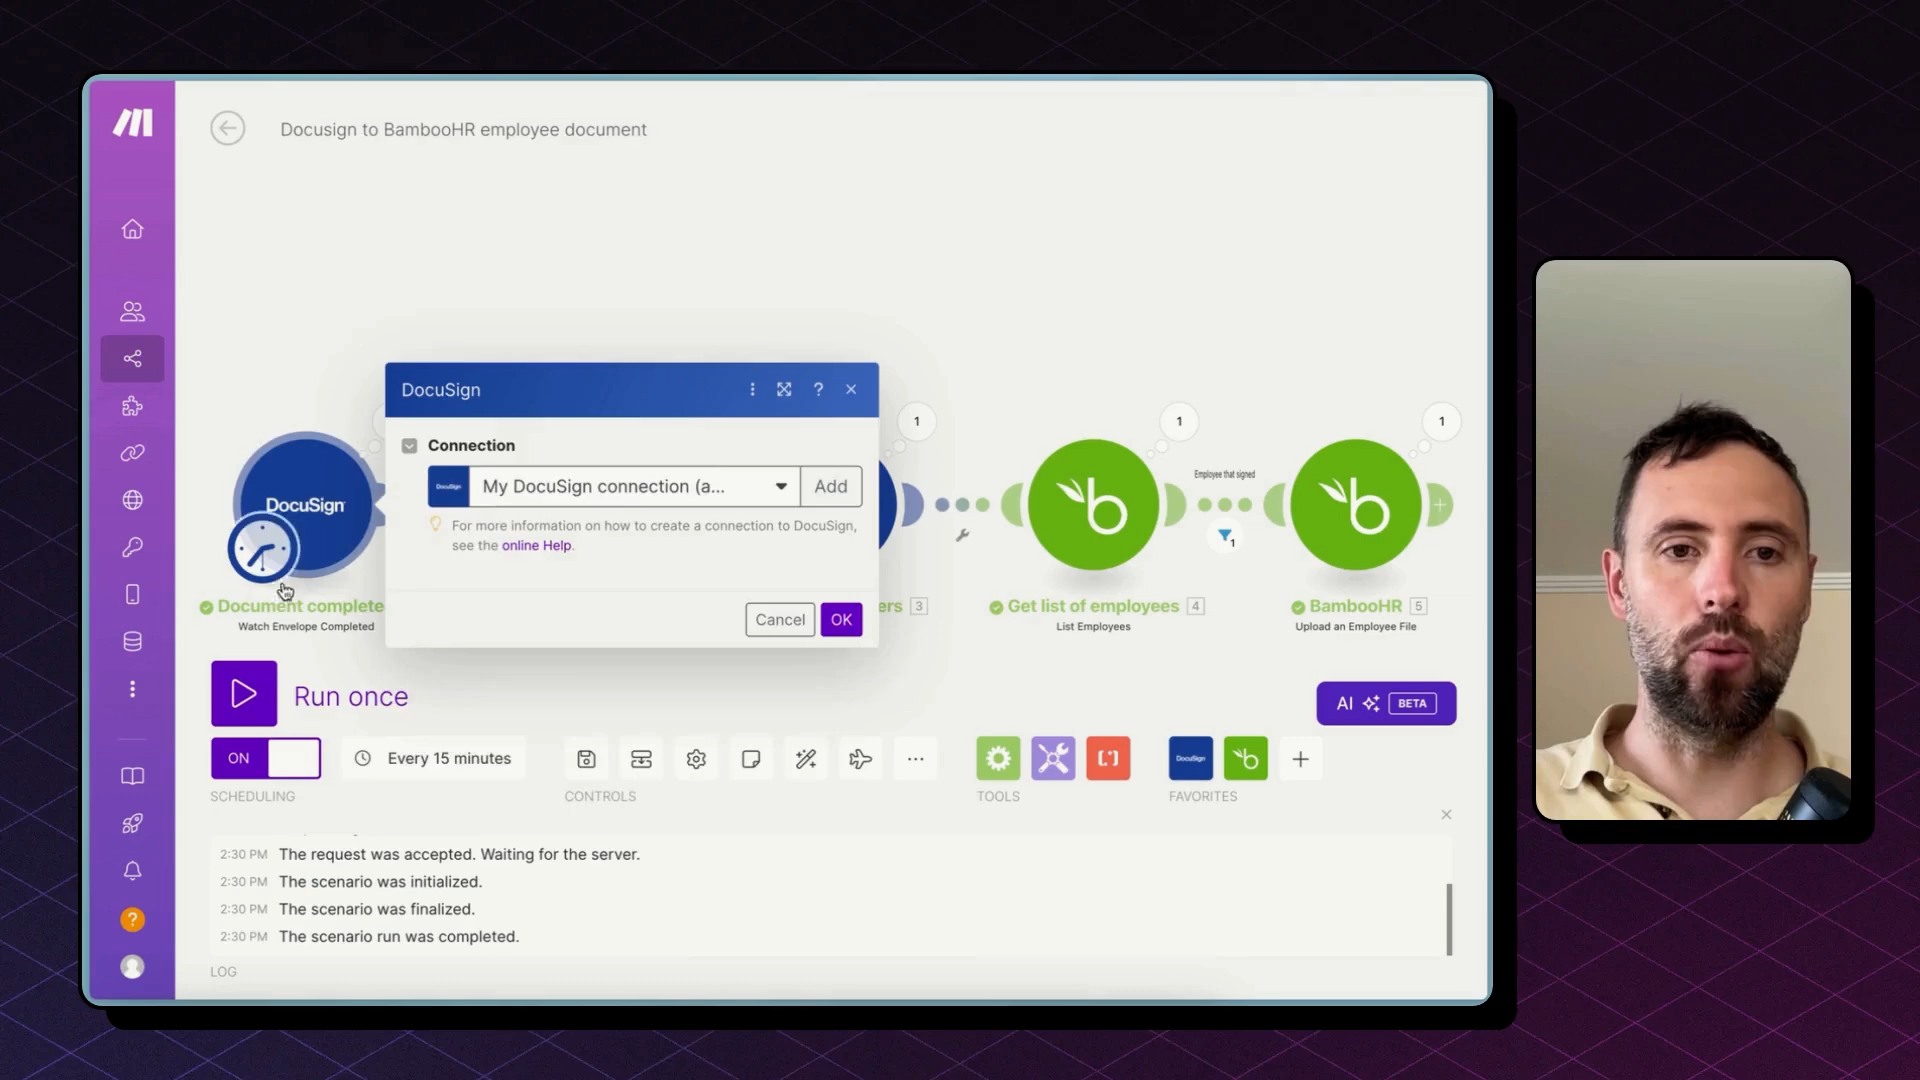 Docusign to BambooHR employee document
DocuSign
Connection
DocuSign
My DocuSign connection (a...
Add
For more information on how to create a connection to DocuSign,
see the online Help.
Cancel
OK
DocuSign
1
1
1
Employee that signed
1
b
b
Document complete
Watch Envelope Completed
ers 3
Get list of employees 4
List Employees
BambooHR 5
Upload an Employee File
Run once
AI BETA
ON
Every 15 minutes
DocuSign
b
SCHEDULING
CONTROLS
TOOLS
FAVORITES
2:30 PM The request was accepted. Waiting for the server.
2:30 PM The scenario was initialized.
2:30 PM The scenario was finalized.
2:30 PM The scenario run was completed.
LOG